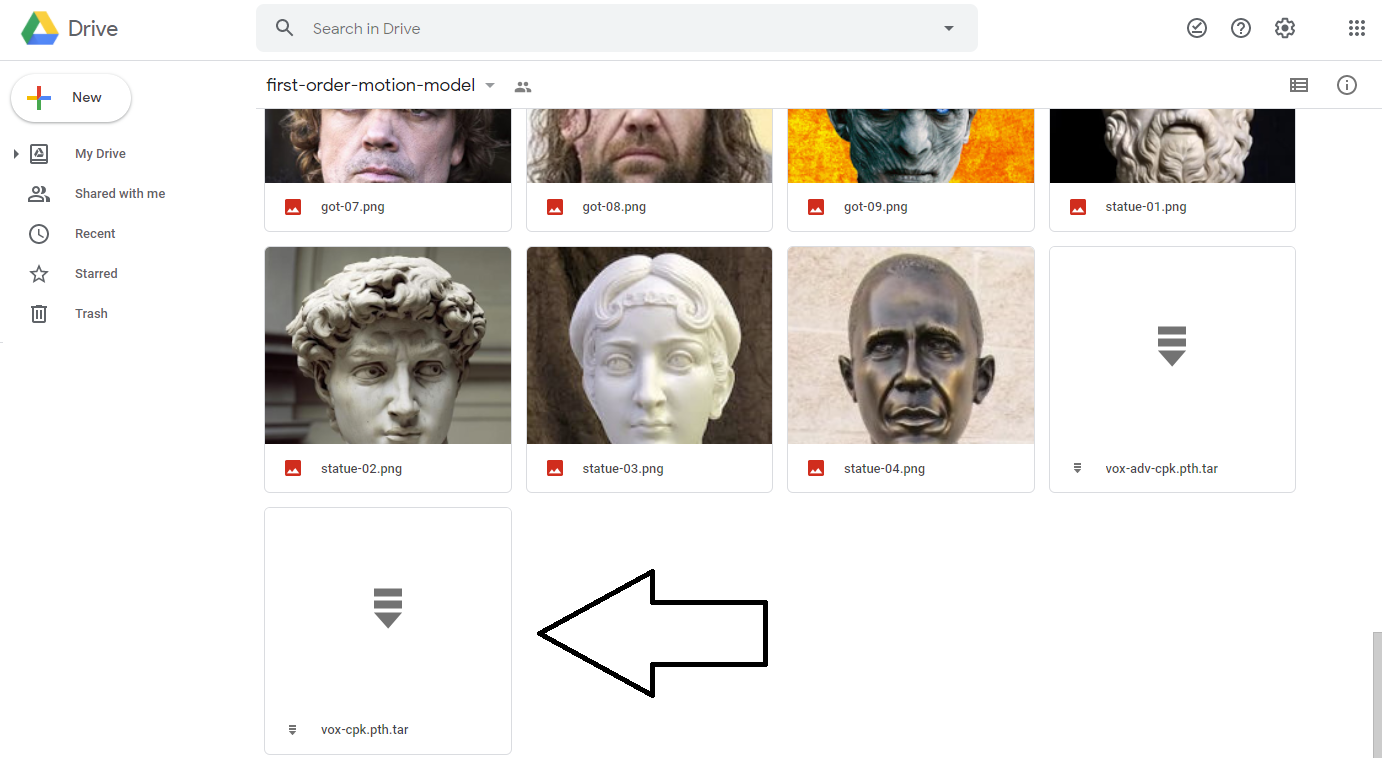 Drive
Search in Drive
New
first-order-motion-model
My Drive
Shared with me
Recent
Starred
Trash
got-07.png
got-08.png
got-09.png
statue-01.png
statue-02.png
statue-03.png
statue-04.png
vox-adv-cpk.pth.tar
vox-cpk.pth.tar